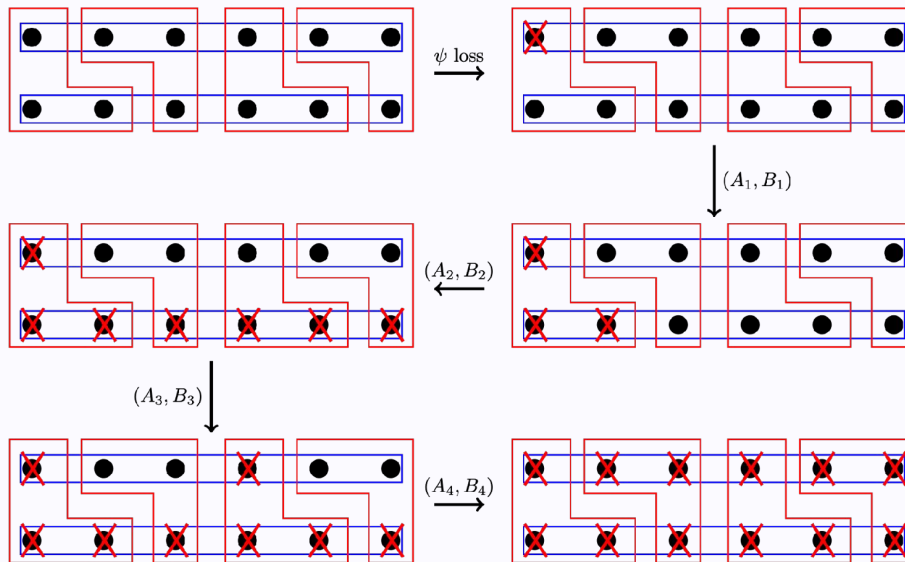 ψ loss
(A₁, B₁)
(A₂, B₂)
(A₃, B₃)
(A₄, B₄)